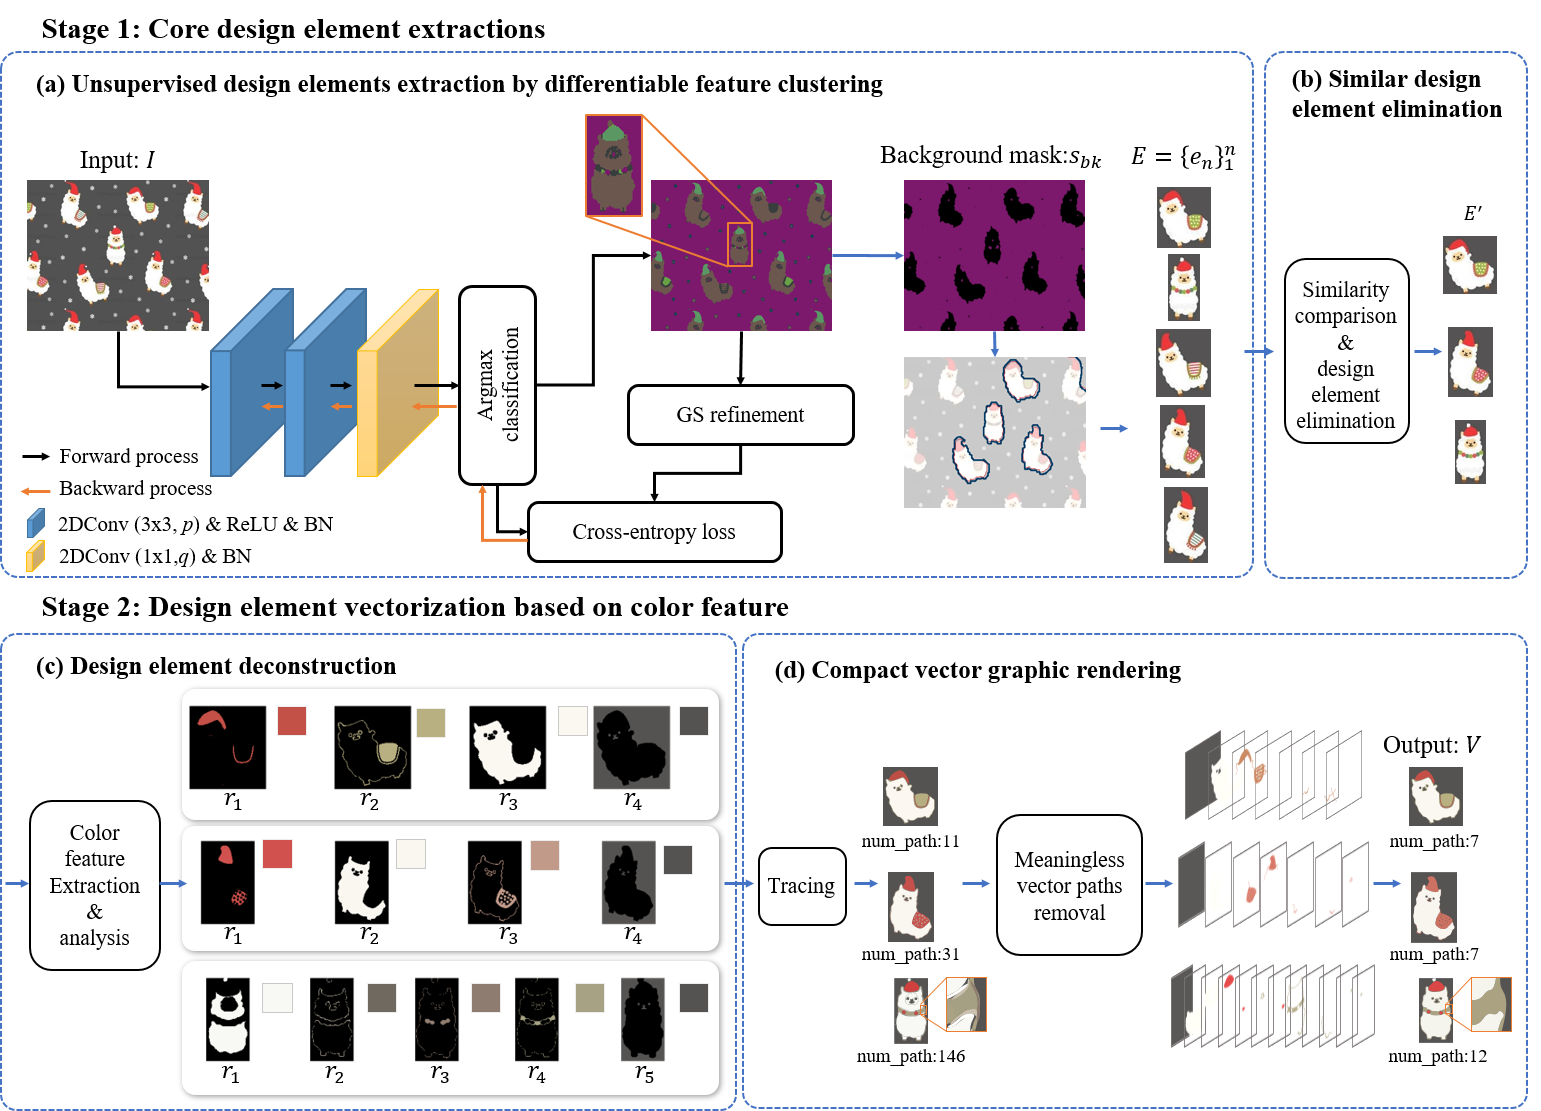 Stage 1: Core design element extractions
(a) Unsupervised design elements extraction by differentiable feature clustering
Input: I
Background mask:s_bk
E = {e_n}_1^n
Argmax
classification
GS refinement
Cross-entropy loss
Forward process
Backward process
2DConv (3x3, p) & ReLU & BN
2DConv (1x1,q) & BN
(b) Similar design
element elimination
Similarity
comparison
&
design
element
elimination
E′
Stage 2: Design element vectorization based on color feature
(c) Design element deconstruction
Color
feature
Extraction
&
analysis
r_1 r_2 r_3 r_4
r_1 r_2 r_3 r_4
r_1 r_2 r_3 r_4 r_5
(d) Compact vector graphic rendering
Tracing
num_path:11
num_path:31
num_path:146
Meaningless
vector paths
removal
Output: V
num_path:7
num_path:7
num_path:12